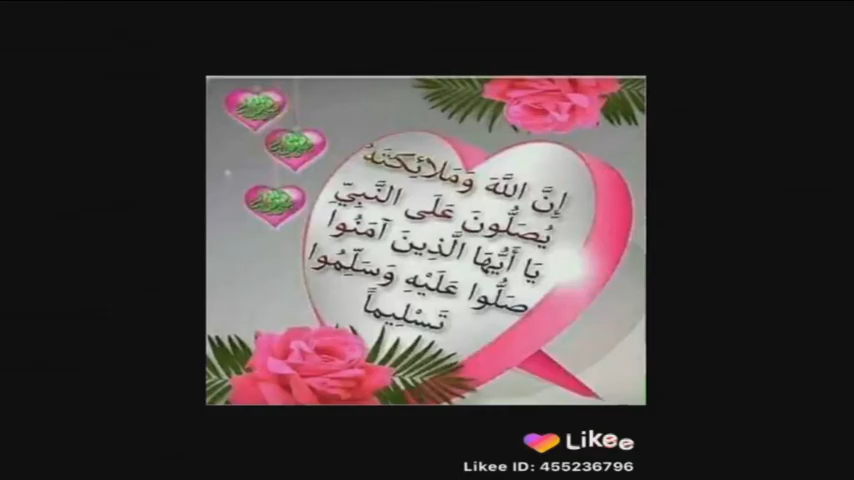 إِنَّ اللَّهَ وَمَلَائِكَتَهُ
يُصَلُّونَ عَلَى النَّبِيِّ
يَا أَيُّهَا الَّذِينَ آمَنُوا
صَلُّوا عَلَيْهِ وَسَلِّمُوا
تَسْلِيماً
Likee
Likee ID: 455236796